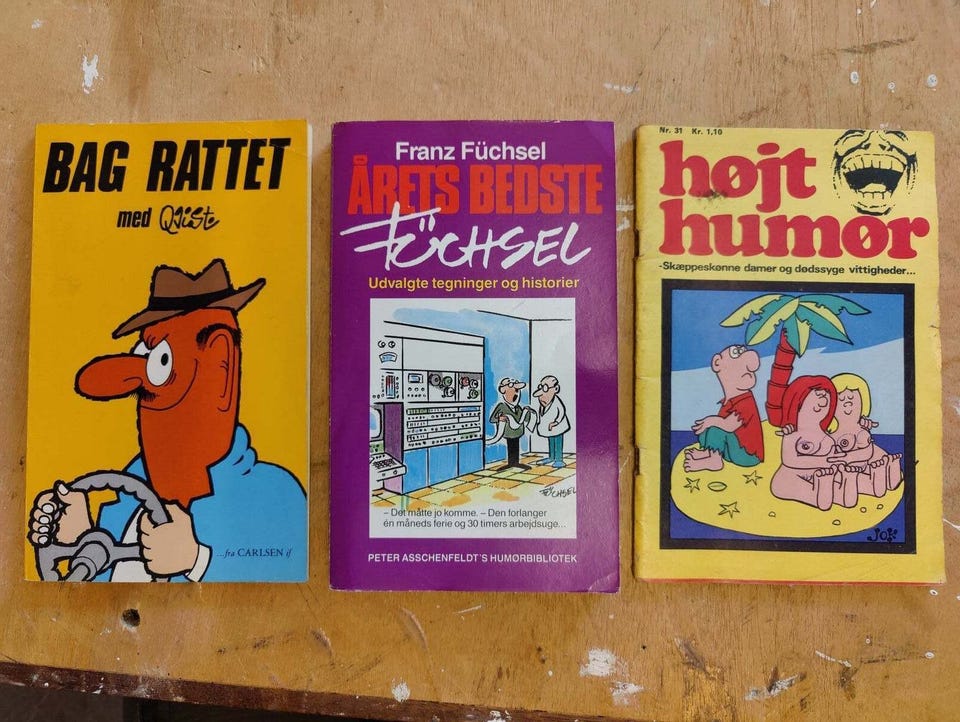 BAG RATTET
med Quist
...fra CARLSEN if
Franz Füchsel
ÅRETS BEDSTE
FÜCHSEL
Udvalgte tegninger og historier
FÜCHSEL
– Det måtte jo komme. – Den forlanger
én måneds ferie og 30 timers arbejdsuge...
PETER ASSCHENFELDT'S HUMØRBIBLIOTEK
Nr. 31 Kr. 1,10
højt
humør
-Skæppeskønne damer og dødssyge vittigheder...